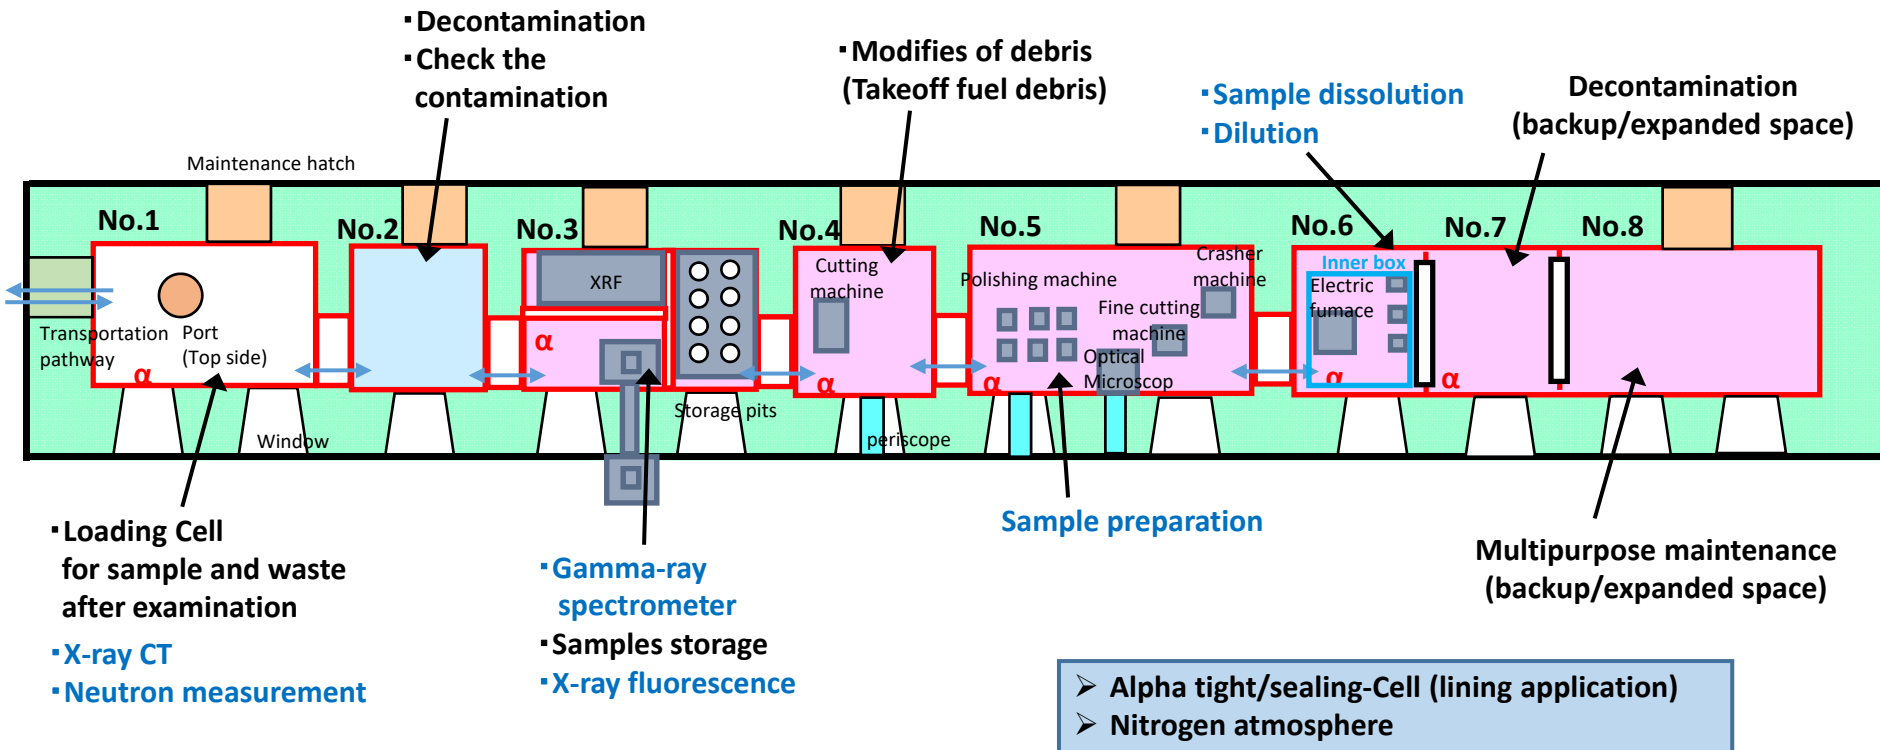 ▪Decontamination
▪Check the
contamination
▪Modifies of debris
(Takeoff fuel debris)
▪Sample dissolution
▪Dilution
Decontamination
(backup/expanded space)
Maintenance hatch
No.1
No.2
No.3
No.4
No.5
No.6
No.7
No.8
XRF
Cutting
machine
Polishing machine
Crasher
machine
Fine cutting
machine
Optical
Microscop
Inner box
Electric
fumace
Transportation
pathway
Port
(Top side)
α
α
α
α
α
α
Storage pits
Window
periscope
▪Loading Cell
for sample and waste
after examination
▪X-ray CT
▪Neutron measurement
▪Gamma-ray
spectrometer
▪Samples storage
▪X-ray fluorescence
Sample preparation
Multipurpose maintenance
(backup/expanded space)
➢ Alpha tight/sealing-Cell (lining application)
➢ Nitrogen atmosphere